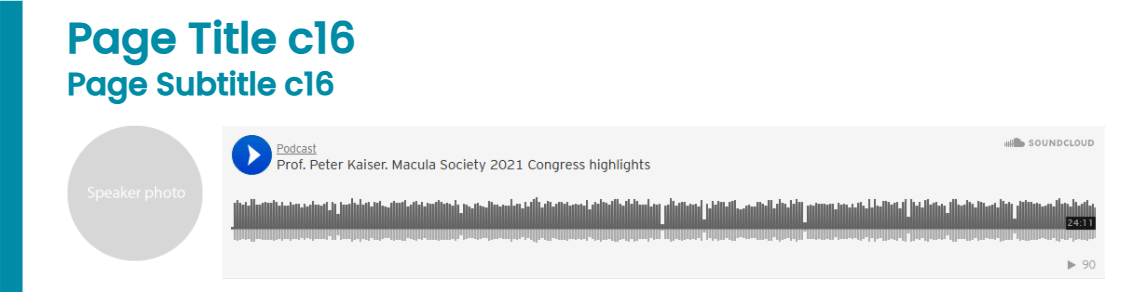 Page Title c16
Page Subtitle c16
Speaker photo
Podcast
SOUNDCLOUD
Prof. Peter Kaiser. Macula Society 2021 Congress highlights
24:11
90